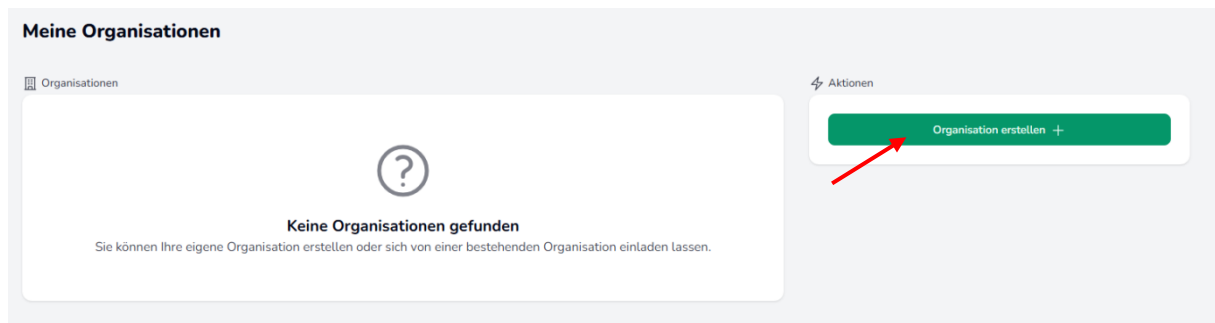 Meine Organisationen
Organisationen
Keine Organisationen gefunden
Sie können Ihre eigene Organisation erstellen oder sich von einer bestehenden Organisation einladen lassen.
Aktionen
Organisation erstellen +